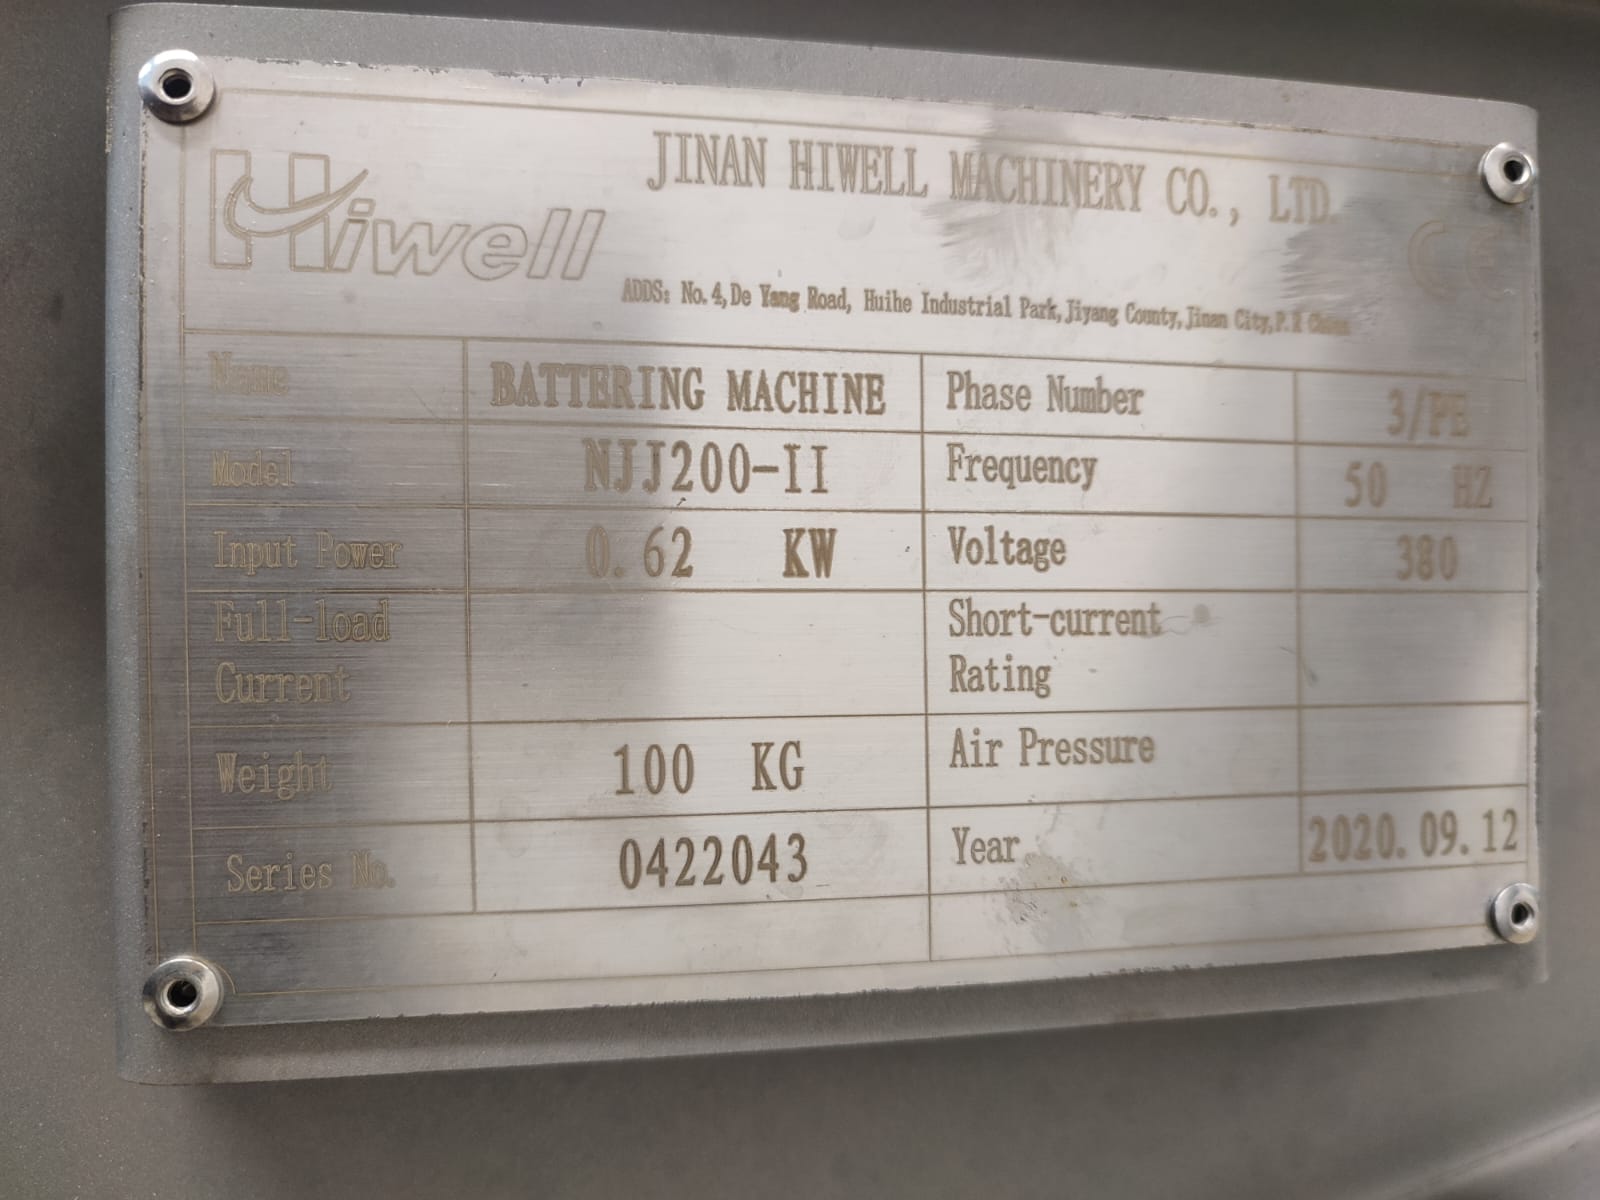 Hiwell
JINAN HIWELL MACHINERY CO., LTD.
CE
ADDS: No. 4, De Yang Road, Huihe Industrial Park, Jiyang County, Jinan City, P. R China
Name BATTERING MACHINE Phase Number 3/PE
Model NJJ200-II Frequency 50 HZ
Input Power 0.62 KW Voltage 380
Full-load Current Short-current Rating
Weight 100 KG Air Pressure
Series No. 0422043 Year 2020.09.12